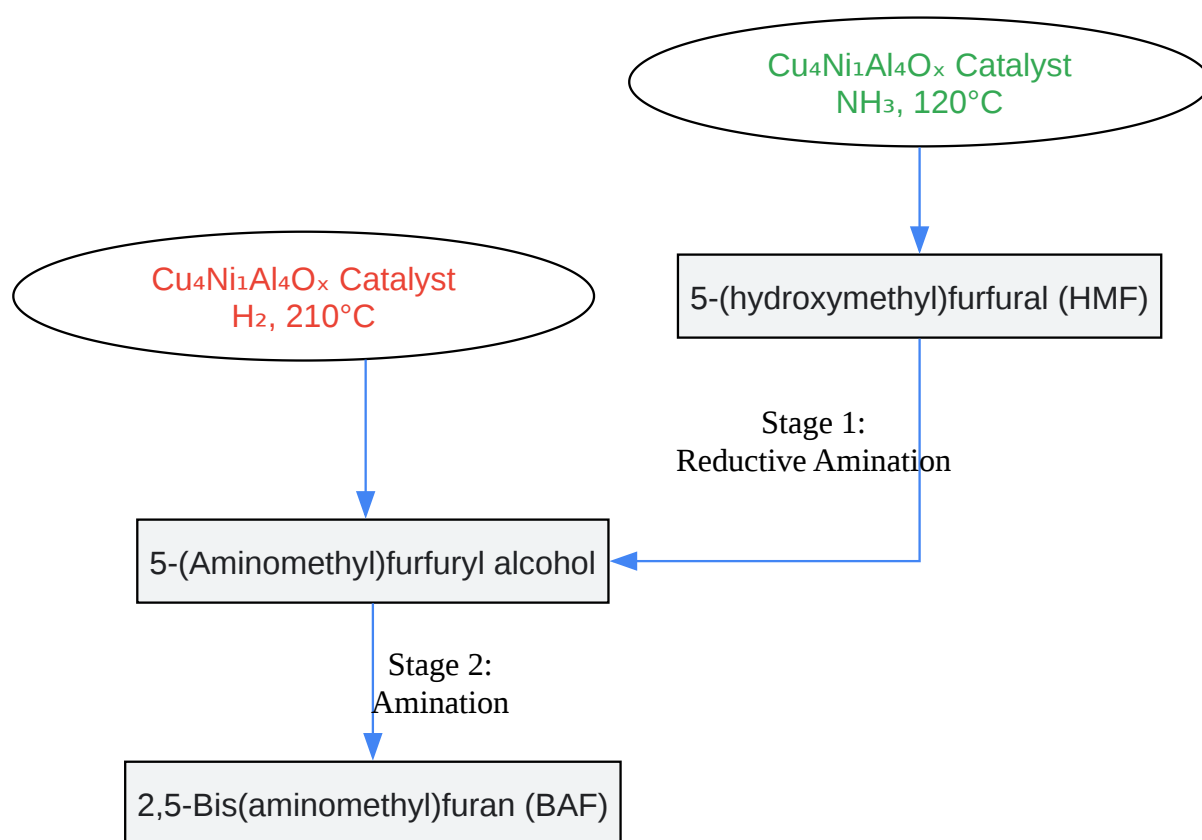 Cu₄Ni₁Al₄Oₓ Catalyst
NH₃, 120°C
Cu₄Ni₁Al₄Oₓ Catalyst
H₂, 210°C
5-(hydroxymethyl)furfural (HMF)
Stage 1:
Reductive Amination
5-(Aminomethyl)furfuryl alcohol
Stage 2:
Amination
2,5-Bis(aminomethyl)furan (BAF)